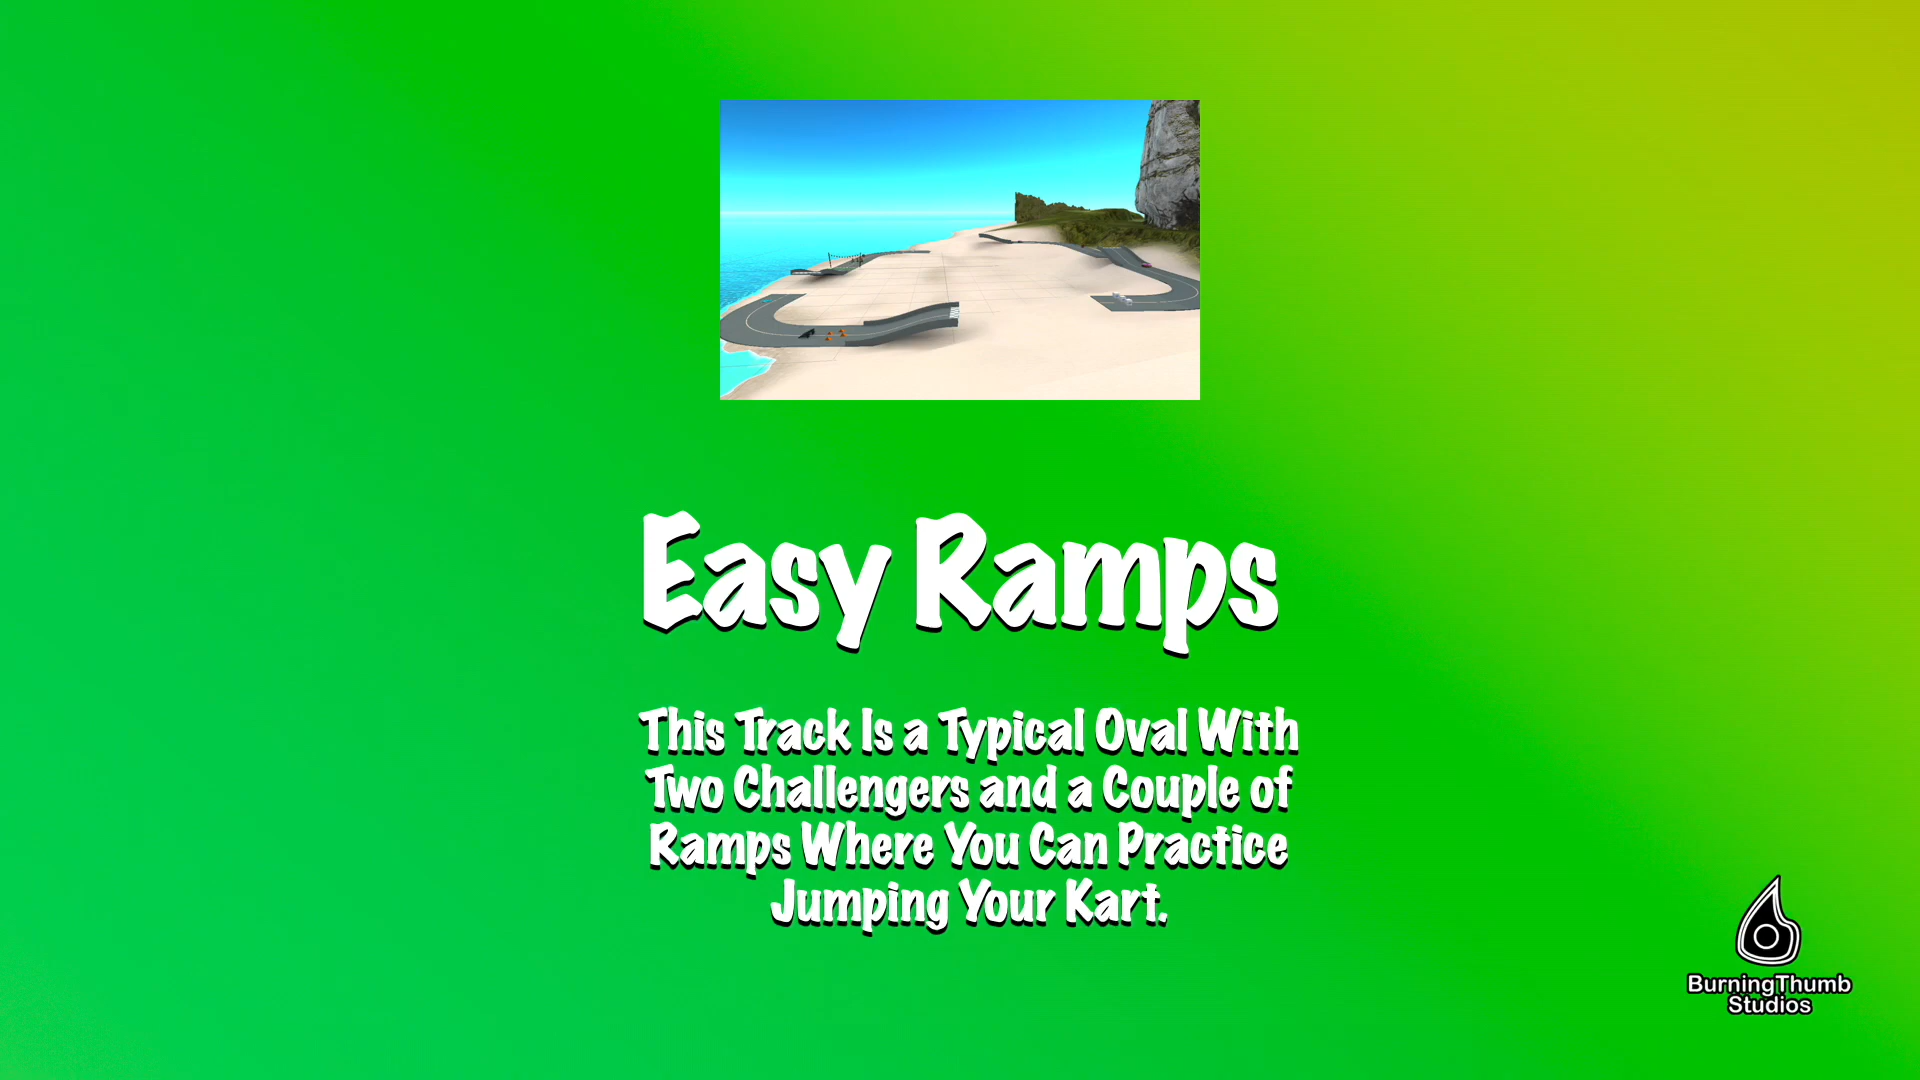 Easy Ramps
This Track Is a Typical Oval With
Two Challengers and a Couple of
Ramps Where You Can Practice
Jumping Your Kart.
BurningThumb
Studios